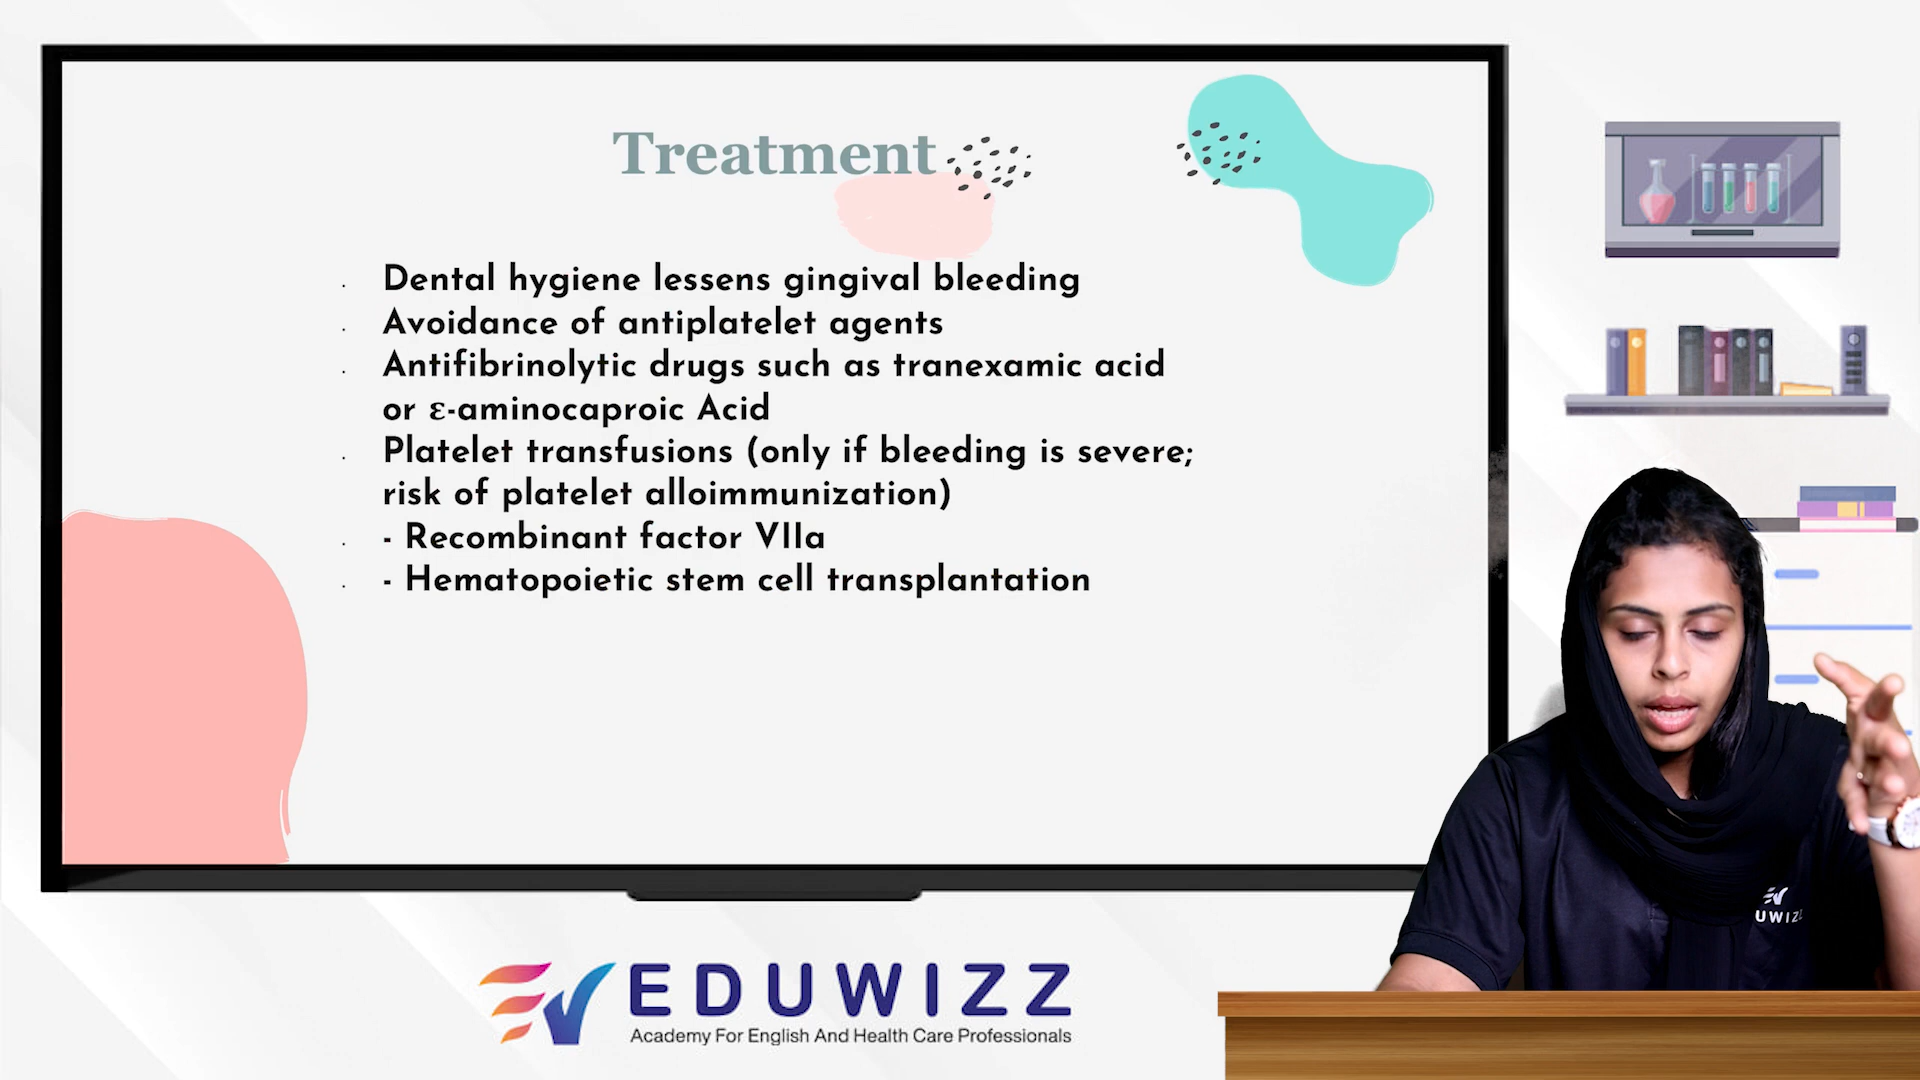 Treatment
. Dental hygiene lessens gingival bleeding
. Avoidance of antiplatelet agents
. Antifibrinolytic drugs such as tranexamic acid
or ε-aminocaproic Acid
. Platelet transfusions (only if bleeding is severe;
risk of platelet alloimmunization)
. - Recombinant factor VIIa
. - Hematopoietic stem cell transplantation
UWIZZ
EDUWIZZ
Academy For English And Health Care Professionals